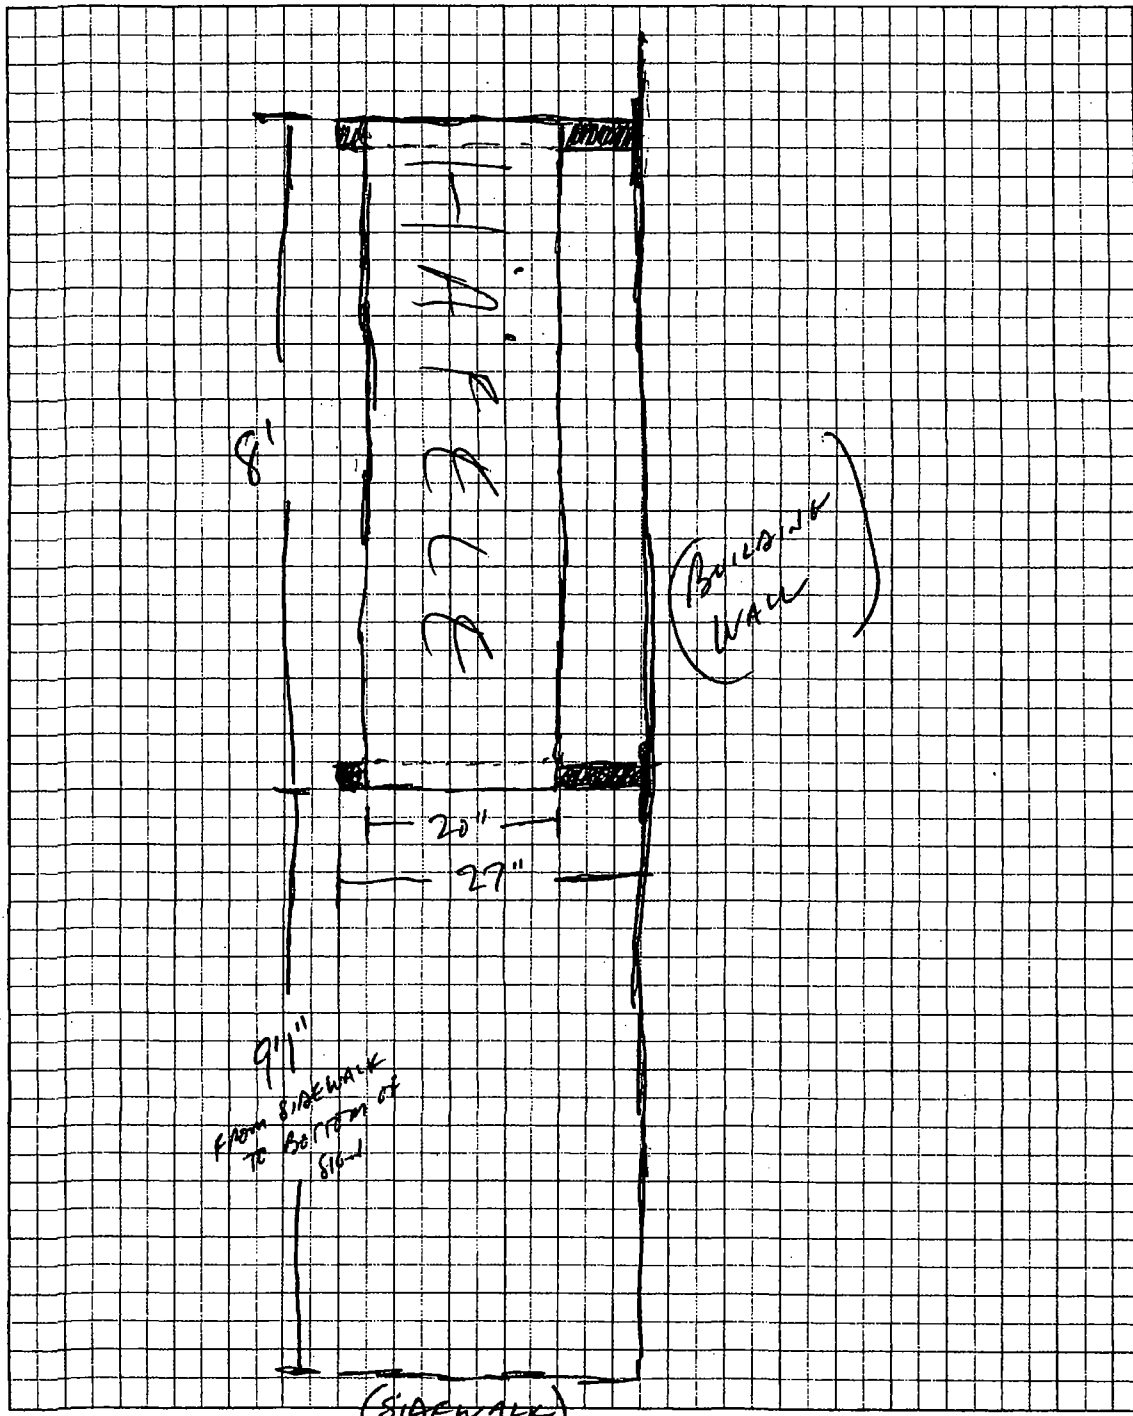 8'
(BUILDING
WALL)
20"
27"
9'1"
FROM SIDEWALK
TO BOTTOM OF
SIGN
(SIDEWALK)